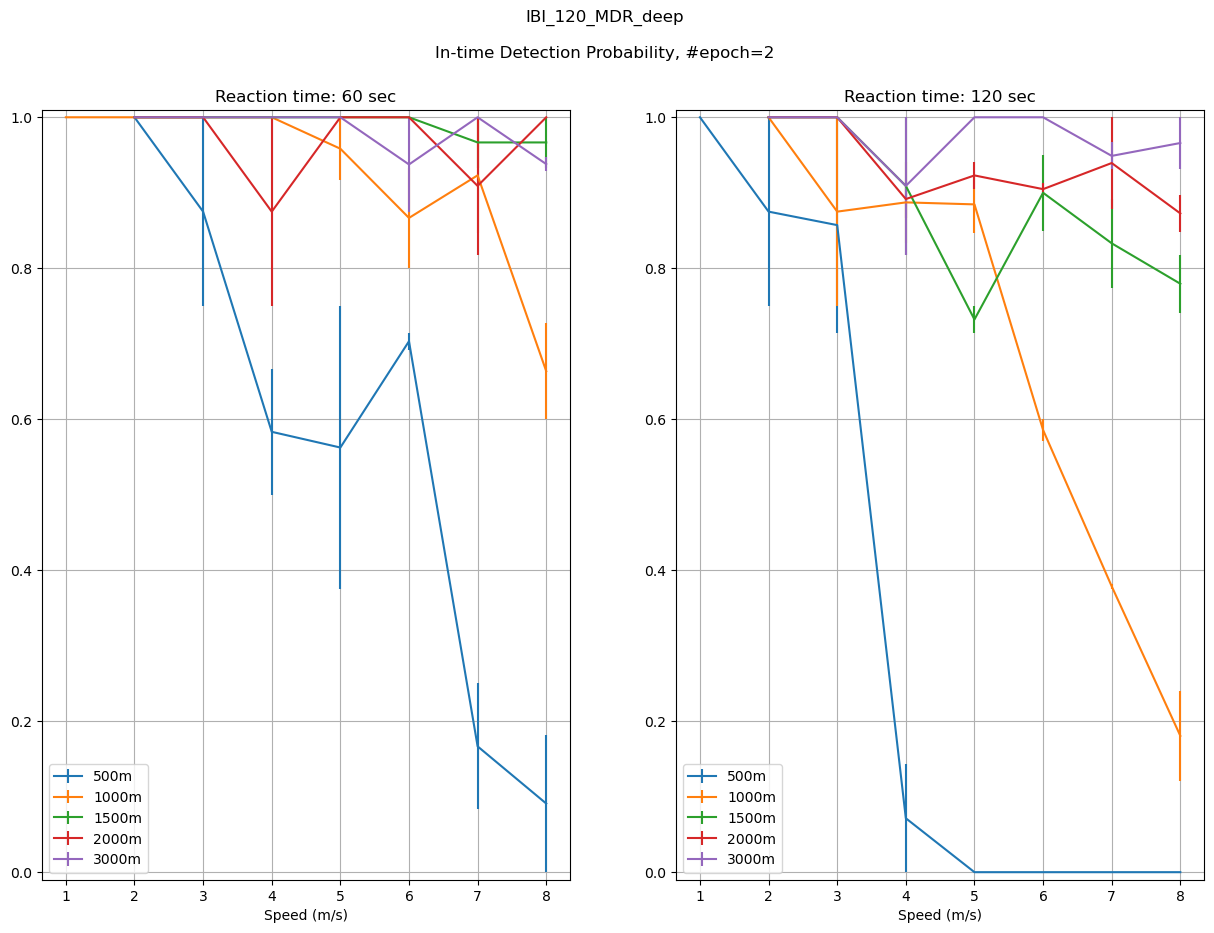 IBI_120_MDR_deep
In-time Detection Probability, #epoch=2
Reaction time: 60 sec
1.0
0.8
0.6
0.4
0.2
0.0
500m
1000m
1500m
2000m
3000m
1 2 3 4 5 6 7 8
Speed (m/s)
Reaction time: 120 sec
1.0
0.8
0.6
0.4
0.2
0.0
500m
1000m
1500m
2000m
3000m
1 2 3 4 5 6 7 8
Speed (m/s)